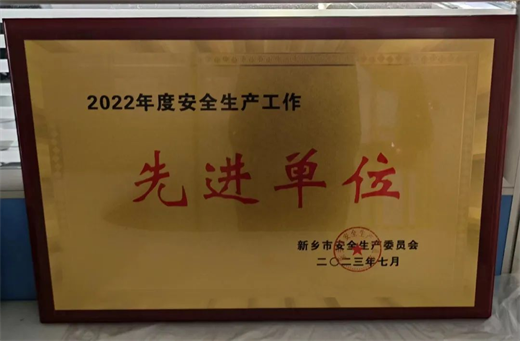 2022年度安全生产工作
先进单位
新乡市安全生产委员会
二〇二三年七月